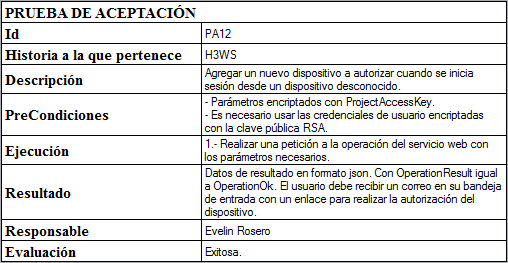 PRUEBA DE ACEPTACIÓN
Id PA12
Historia a la que pertenece H3WS
Descripción Agregar un nuevo dispositivo a autorizar cuando se inicia
sesión desde un dispositivo desconocido.
PreCondiciones - Parámetros encriptados con ProjectAccessKey.
- Es necesario usar las credenciales de usuario encriptadas
con la clave pública RSA.
Ejecución 1.- Realizar una petición a la operación del servicio web con
los parámetros necesarios.
Resultado Datos de resultado en formato json. Con OperationResult igual
a OperationOk. El usuario debe recibir un correo en su bandeja
de entrada con un enlace para realizar la autorización del
dispositivo.
Responsable Evelin Rosero
Evaluación Exitosa.